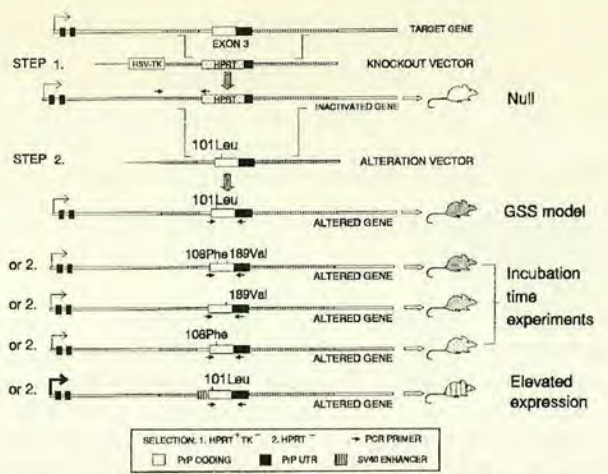 TARGET GENE
EXON 3
STEP 1.
HSV-TK
HPRT
KNOCKOUT VECTOR
HPRT
INACTIVATED GENE
Null
101Leu
STEP 2.
ALTERATION VECTOR
101Leu
ALTERED GENE
GSS model
or 2.
108Phe
189Val
ALTERED GENE
or 2.
189Val
ALTERED GENE
Incubation
time
experiments
or 2.
108Phe
ALTERED GENE
or 2.
101Leu
ALTERED GENE
Elevated
expression
SELECTION: 1. HPRT⁺TK⁻ 2. HPRT⁻ PCR PRIMER
PrP CODING PrP UTR SV40 ENHANCER